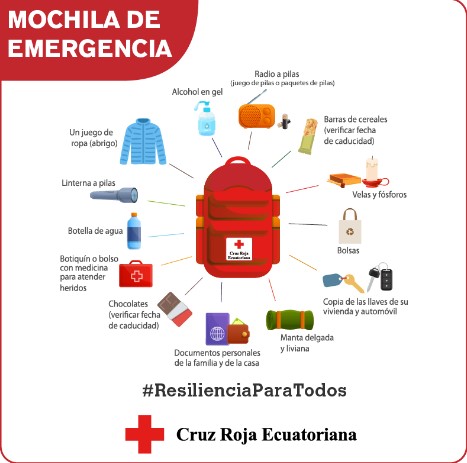 MOCHILA DE
EMERGENCIA
Radio a pilas
(juego de pilas o paquetes de pilas)
Alcohol en gel
Barras de cereales
(verificar fecha
de caducidad)
Un juego de
ropa (abrigo)
Linterna a pilas
Velas y fósforos
Botella de agua
Bolsas
Botiquín o bolso
con medicina
para atender
heridos
Cruz Roja
Ecuatoriana
Chocolates
(verificar fecha
de caducidad)
Copia de las llaves de su
vivienda y automóvil
Documentos personales
de la familia y de la casa
Manta delgada
y liviana
#ResilienciaParaTodos
Cruz Roja Ecuatoriana